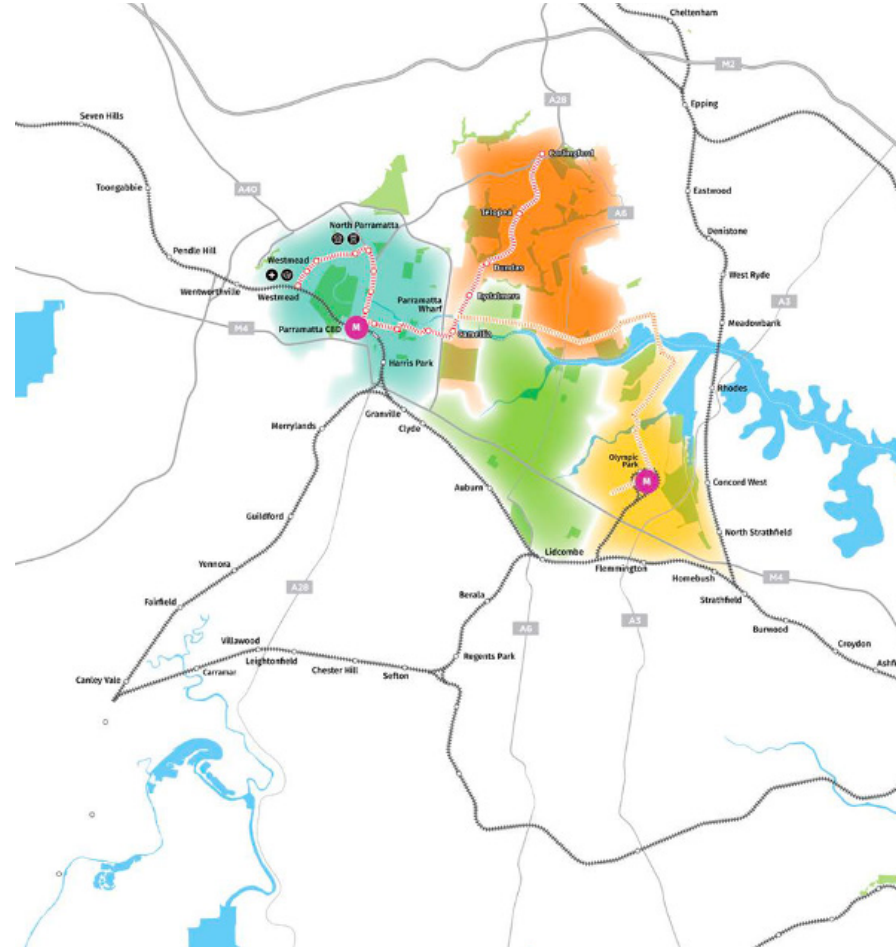 Cheltenham
M2
Epping
A28
Seven Hills
Carlingford
Toongabbie
A40
Eastwood
Telopea
A6
North Parramatta
Denistone
Pendle Hill
Westmead
Dundas
West Ryde
Wentworthville
Westmead
Rydalmere
A3
Parramatta
Wharf
M4
Parramatta CBD
M
Camellia
Meadowbank
Harris Park
Rhodes
Granville
Merrylands
Clyde
Olympic
Park
M
Concord West
Auburn
Guildford
North Strathfield
Lidcombe
Yennora
Flemmington
Homebush
M4
A28
Strathfield
Berala
Fairfield
A6
A3
Burwood
Villawood
Croydon
Leightonfield
Regents Park
Ashfi
Canley Vale
Carramar
Chester Hill
Sefton